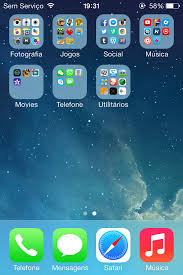 Sem Serviço 19:31 58%
Fotografia Jogos Social Música
Movies Telefone Utilitários
Telefone Mensagens Safari Música